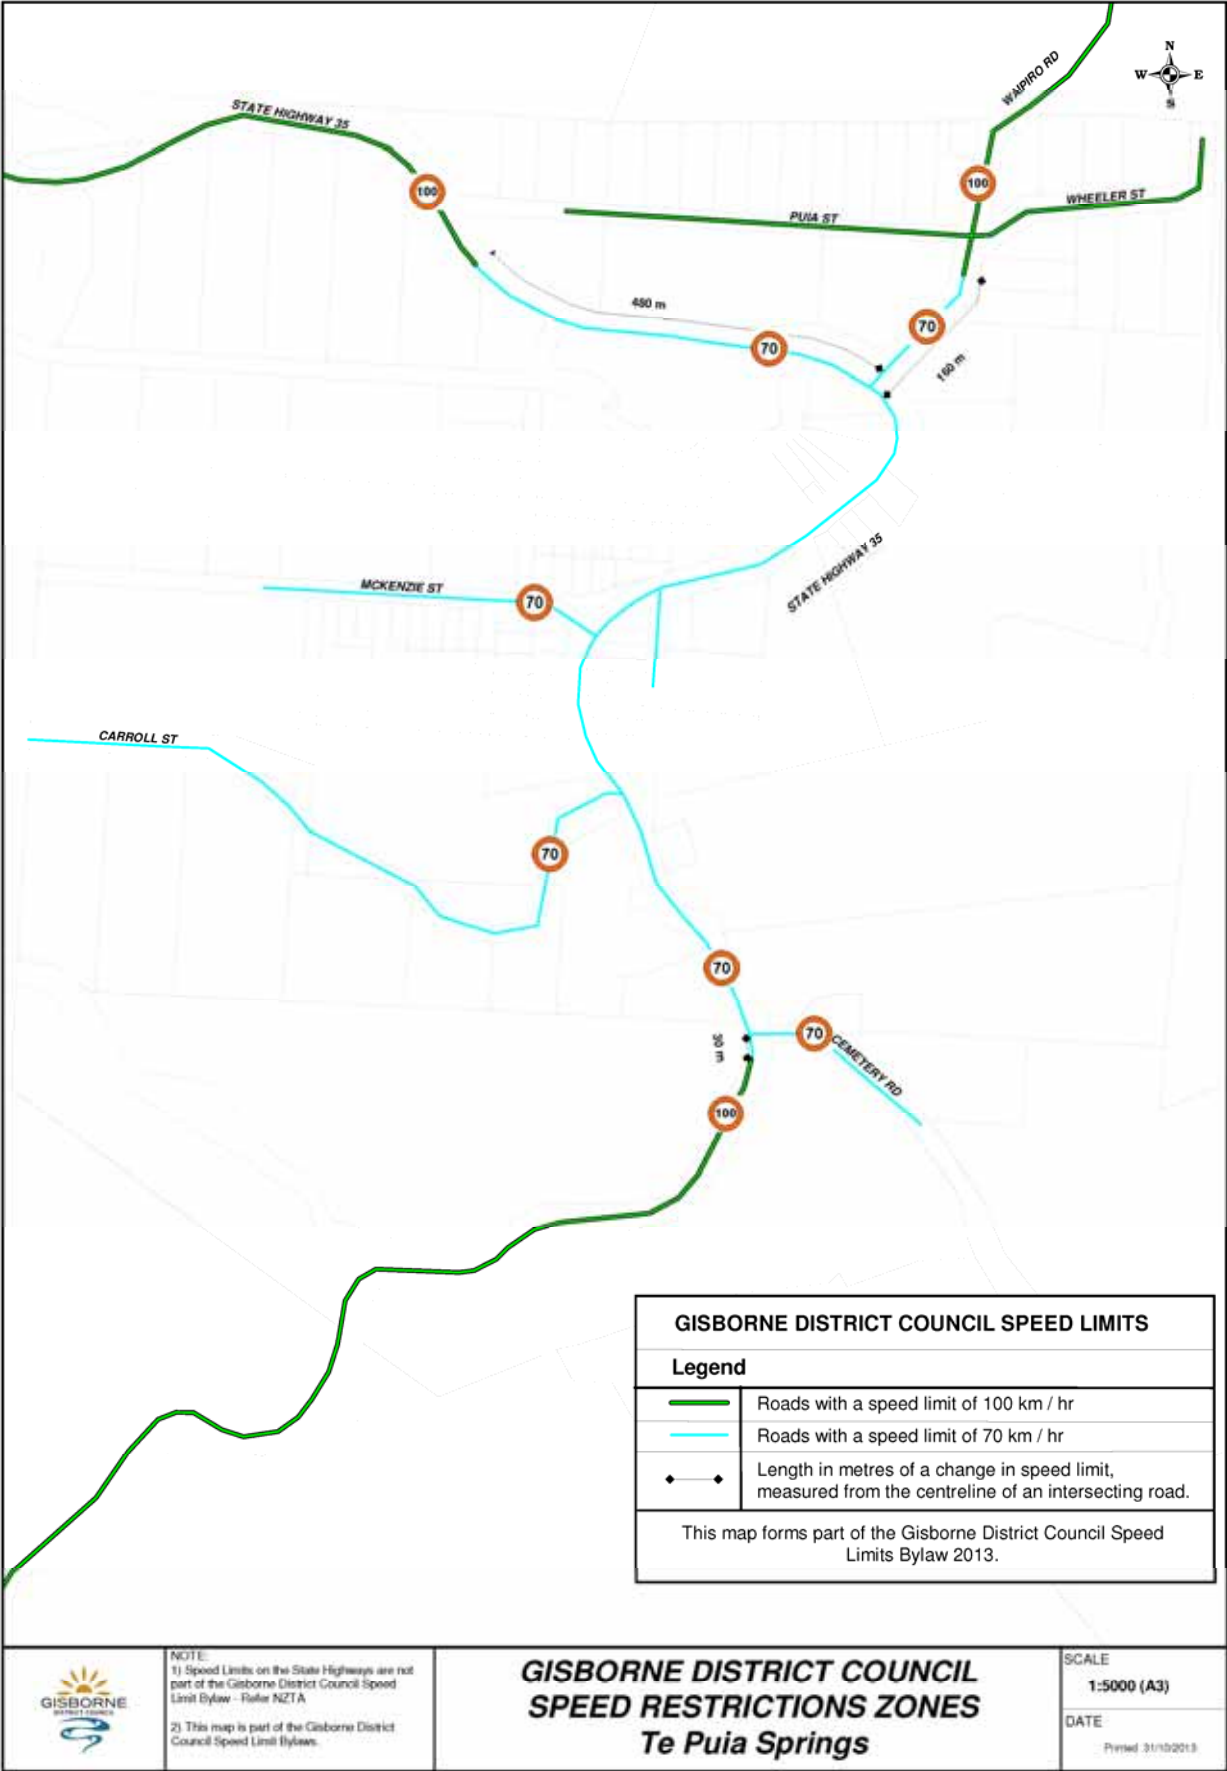 N
W E
S
WAIPIRO RD
STATE HIGHWAY 35
100
100
WHEELER ST
PUIA ST
480 m
70
70
160 m
STATE HIGHWAY 35
MCKENZIE ST
70
CARROLL ST
70
70
30 m
70
CEMETERY RD
100
GISBORNE DISTRICT COUNCIL SPEED LIMITS
Legend
Roads with a speed limit of 100 km / hr
Roads with a speed limit of 70 km / hr
Length in metres of a change in speed limit,
measured from the centreline of an intersecting road.
This map forms part of the Gisborne District Council Speed
Limits Bylaw 2013.
GISBORNE
DISTRICT COUNCIL
NOTE:
1) Speed Limits on the State Highways are not
part of the Gisborne District Council Speed
Limit Bylaw - Refer NZTA
2) This map is part of the Gisborne District
Council Speed Limit Bylaws.
GISBORNE DISTRICT COUNCIL
SPEED RESTRICTIONS ZONES
Te Puia Springs
SCALE
1:5000 (A3)
DATE
Printed 31/10/2013